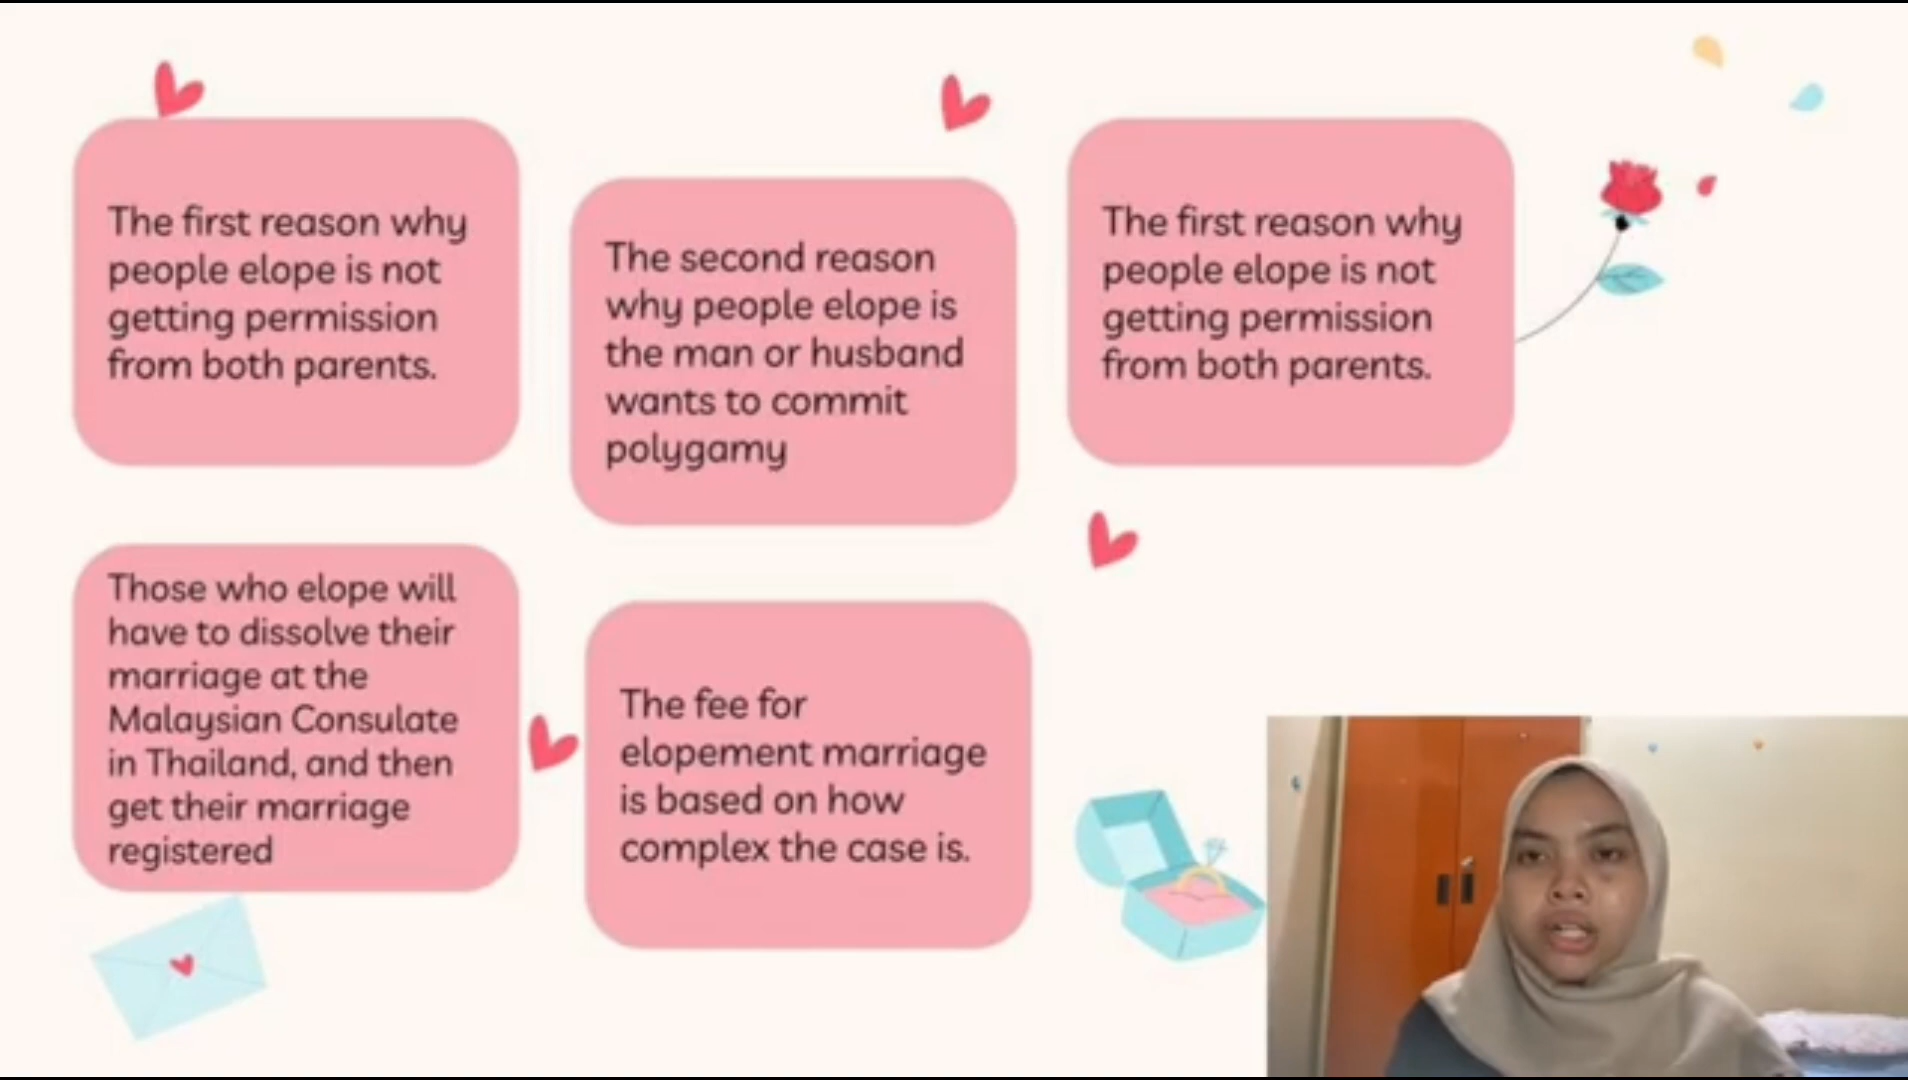 The first reason why
people elope is not
getting permission
from both parents.
The second reason
why people elope is
the man or husband
wants to commit
polygamy
The first reason why
people elope is not
getting permission
from both parents.
Those who elope will
have to dissolve their
marriage at the
Malaysian Consulate
in Thailand, and then
get their marriage
registered
The fee for
elopement marriage
is based on how
complex the case is.